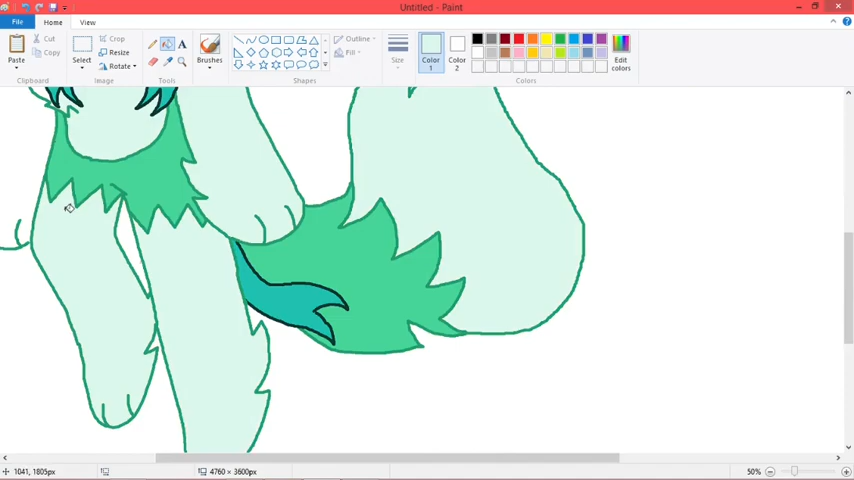 Untitled - Paint
File
Home
View
Paste
Cut
Copy
Clipboard
Select
Crop
Resize
Rotate
Image
A
Tools
Brushes
Outline
Fill
Shapes
Size
Color 1
Color 2
Edit colors
Colors
1041, 1805px
4760 × 3600px
50%